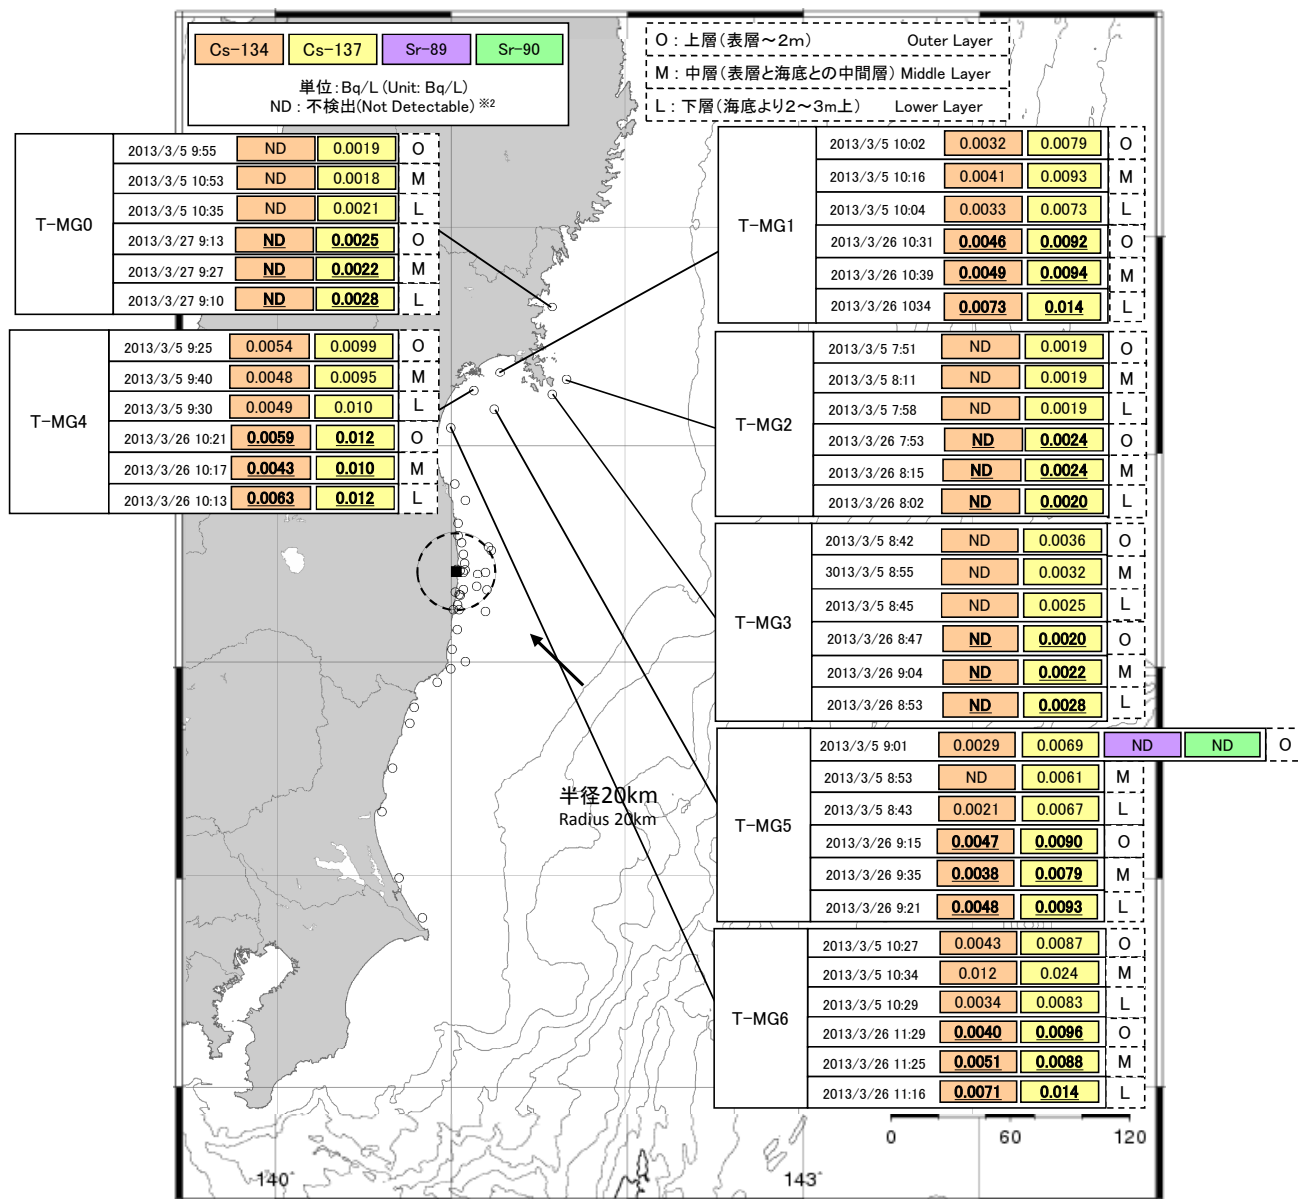 Cs-134 Cs-137 Sr-89 Sr-90
単位:Bq/L (Unit: Bq/L)
ND : 不検出(Not Detectable) ※2
O : 上層(表層～2m) Outer Layer
M : 中層(表層と海底との中間層) Middle Layer
L : 下層(海底より2～3m上) Lower Layer
T-MG0
2013/3/5 9:55 ND 0.0019 O
2013/3/5 10:53 ND 0.0018 M
2013/3/5 10:35 ND 0.0021 L
2013/3/27 9:13 ND 0.0025 O
2013/3/27 9:27 ND 0.0022 M
2013/3/27 9:10 ND 0.0028 L
T-MG4
2013/3/5 9:25 0.0054 0.0099 O
2013/3/5 9:40 0.0048 0.0095 M
2013/3/5 9:30 0.0049 0.010 L
2013/3/26 10:21 0.0059 0.012 O
2013/3/26 10:17 0.0043 0.010 M
2013/3/26 10:13 0.0063 0.012 L
T-MG1
2013/3/5 10:02 0.0032 0.0079 O
2013/3/5 10:16 0.0041 0.0093 M
2013/3/5 10:04 0.0033 0.0073 L
2013/3/26 10:31 0.0046 0.0092 O
2013/3/26 10:39 0.0049 0.0094 M
2013/3/26 1034 0.0073 0.014 L
T-MG2
2013/3/5 7:51 ND 0.0019 O
2013/3/5 8:11 ND 0.0019 M
2013/3/5 7:58 ND 0.0019 L
2013/3/26 7:53 ND 0.0024 O
2013/3/26 8:15 ND 0.0024 M
2013/3/26 8:02 ND 0.0020 L
T-MG3
2013/3/5 8:42 ND 0.0036 O
3013/3/5 8:55 ND 0.0032 M
2013/3/5 8:45 ND 0.0025 L
2013/3/26 8:47 ND 0.0020 O
2013/3/26 9:04 ND 0.0022 M
2013/3/26 8:53 ND 0.0028 L
T-MG5
2013/3/5 9:01 0.0029 0.0069 ND ND O
2013/3/5 8:53 ND 0.0061 M
2013/3/5 8:43 0.0021 0.0067 L
2013/3/26 9:15 0.0047 0.0090 O
2013/3/26 9:35 0.0038 0.0079 M
2013/3/26 9:21 0.0048 0.0093 L
T-MG6
2013/3/5 10:27 0.0043 0.0087 O
2013/3/5 10:34 0.012 0.024 M
2013/3/5 10:29 0.0034 0.0083 L
2013/3/26 11:29 0.0040 0.0096 O
2013/3/26 11:25 0.0051 0.0088 M
2013/3/26 11:16 0.0071 0.014 L
半径20km
Radius 20km
0 60 120
140° 143°